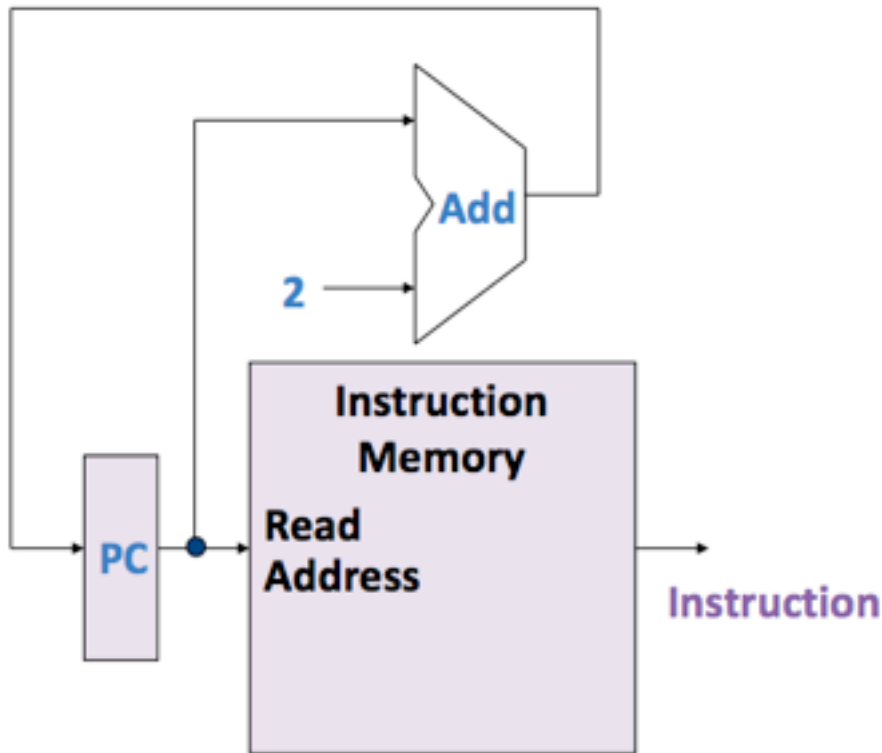 Add
2
Instruction
Memory
Read
Address
PC
Instruction